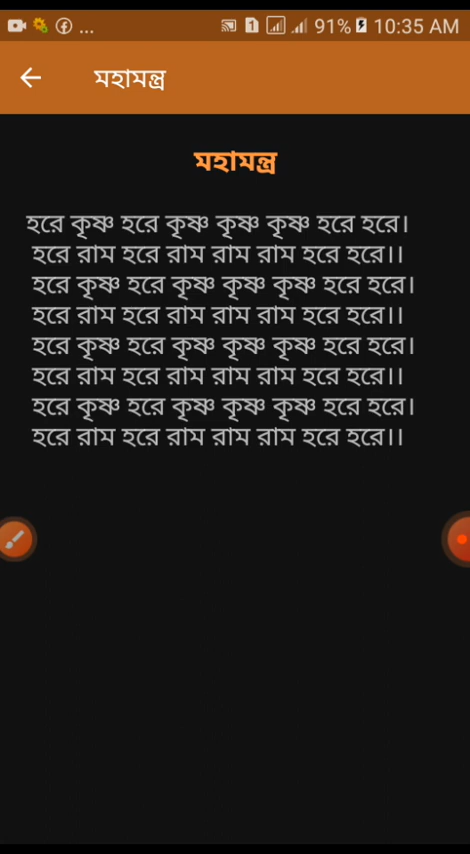 ... 91% 10:35 AM
মহামন্ত্র
মহামন্ত্র
হরে কৃষ্ণ হরে কৃষ্ণ কৃষ্ণ কৃষ্ণ হরে হরে।
হরে রাম হরে রাম রাম রাম হরে হরে।।
হরে কৃষ্ণ হরে কৃষ্ণ কৃষ্ণ কৃষ্ণ হরে হরে।
হরে রাম হরে রাম রাম রাম হরে হরে।।
হরে কৃষ্ণ হরে কৃষ্ণ কৃষ্ণ কৃষ্ণ হরে হরে।
হরে রাম হরে রাম রাম রাম হরে হরে।।
হরে কৃষ্ণ হরে কৃষ্ণ কৃষ্ণ কৃষ্ণ হরে হরে।
হরে রাম হরে রাম রাম রাম হরে হরে।।